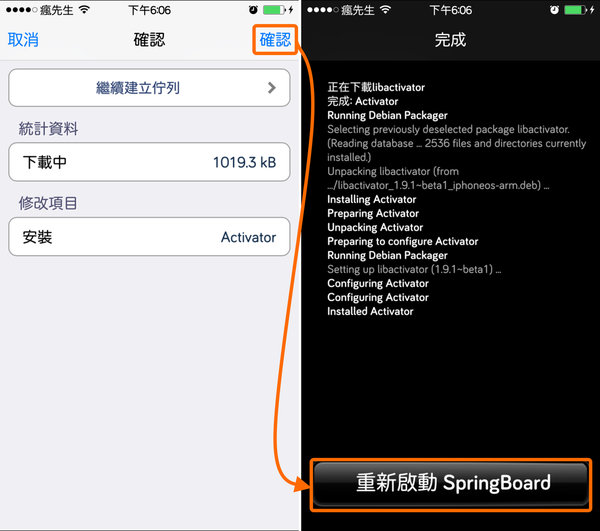 瘋先生 下午6:06
取消 確認 確認
繼續建立佇列
統計資料
下載中 1019.3 kB
修改項目
安裝 Activator
瘋先生 下午6:06
完成
正在下載libactivator
完成: Activator
Running Debian Packager
Selecting previously deselected package libactivator.
(Reading database ... 2536 files and directories currently
installed.)
Unpacking libactivator (from
.../libactivator_1.9.1~beta1_iphoneos-arm.deb) ...
Installing Activator
Preparing Activator
Unpacking Activator
Preparing to configure Activator
Running Debian Packager
Setting up libactivator (1.9.1~beta1) ...
Configuring Activator
Configuring Activator
Installed Activator
重新啟動 SpringBoard